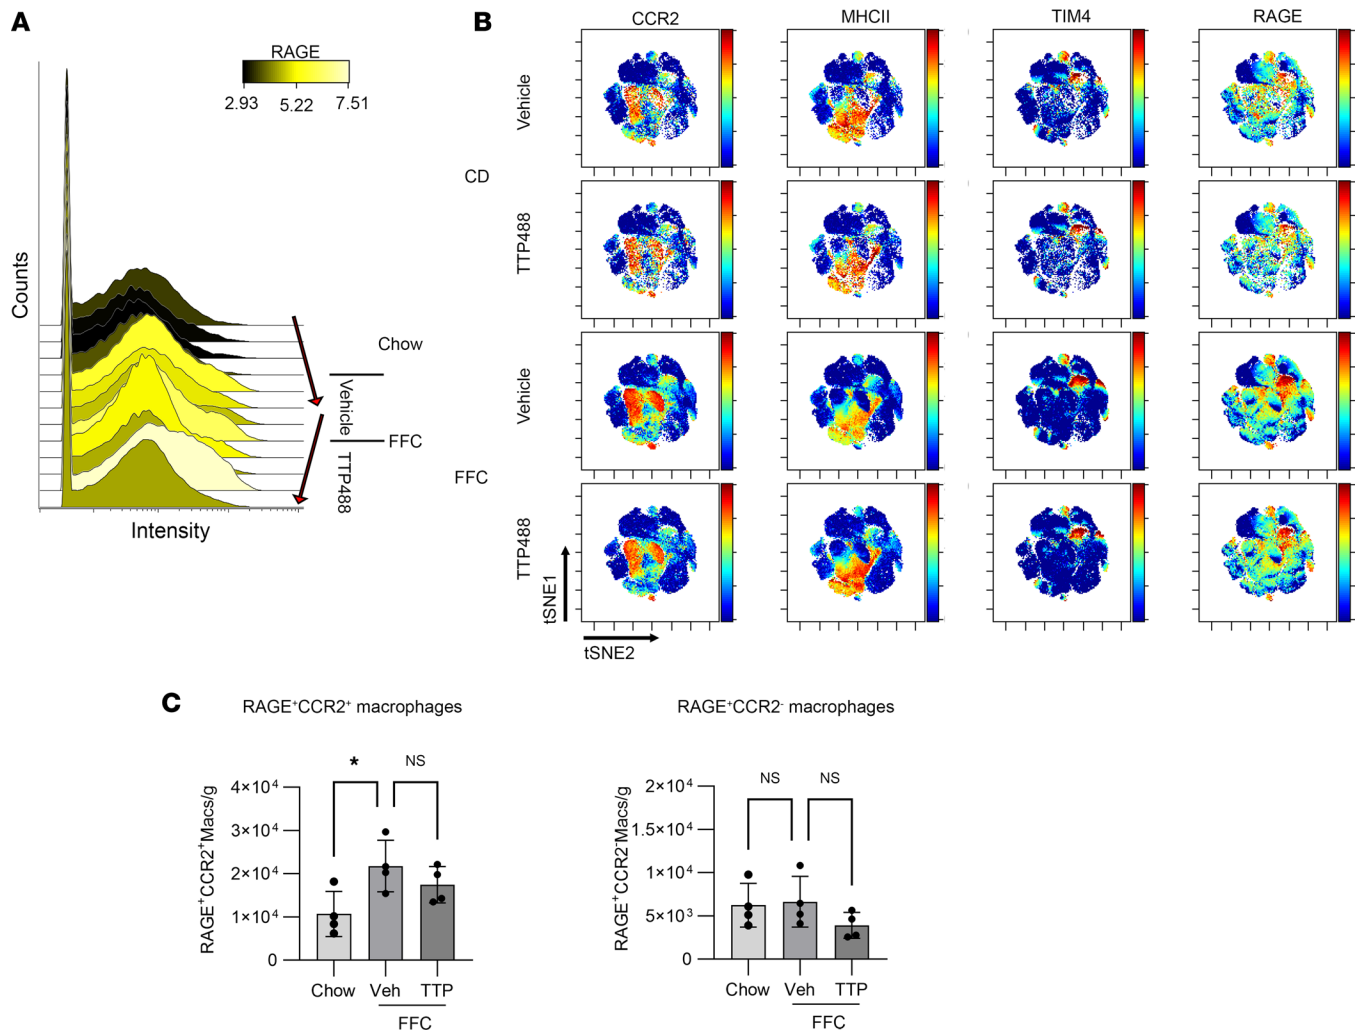 A
RAGE
2.93 5.22 7.51
Counts
Chow
Vehicle
FFC
TTP488
Intensity
B
CCR2 MHCII TIM4 RAGE
Vehicle
CD
TTP488
Vehicle
FFC
TTP488
tSNE1
tSNE2
C
RAGE⁺CCR2⁺ macrophages
RAGE⁺CCR2⁺Macs/g
* NS
4×10⁴
3×10⁴
2×10⁴
1×10⁴
0
Chow Veh TTP
FFC
RAGE⁺CCR2⁻ macrophages
RAGE⁺CCR2⁻Macs/g
NS NS
2×10⁴
1.5×10⁴
1×10⁴
5×10³
0
Chow Veh TTP
FFC